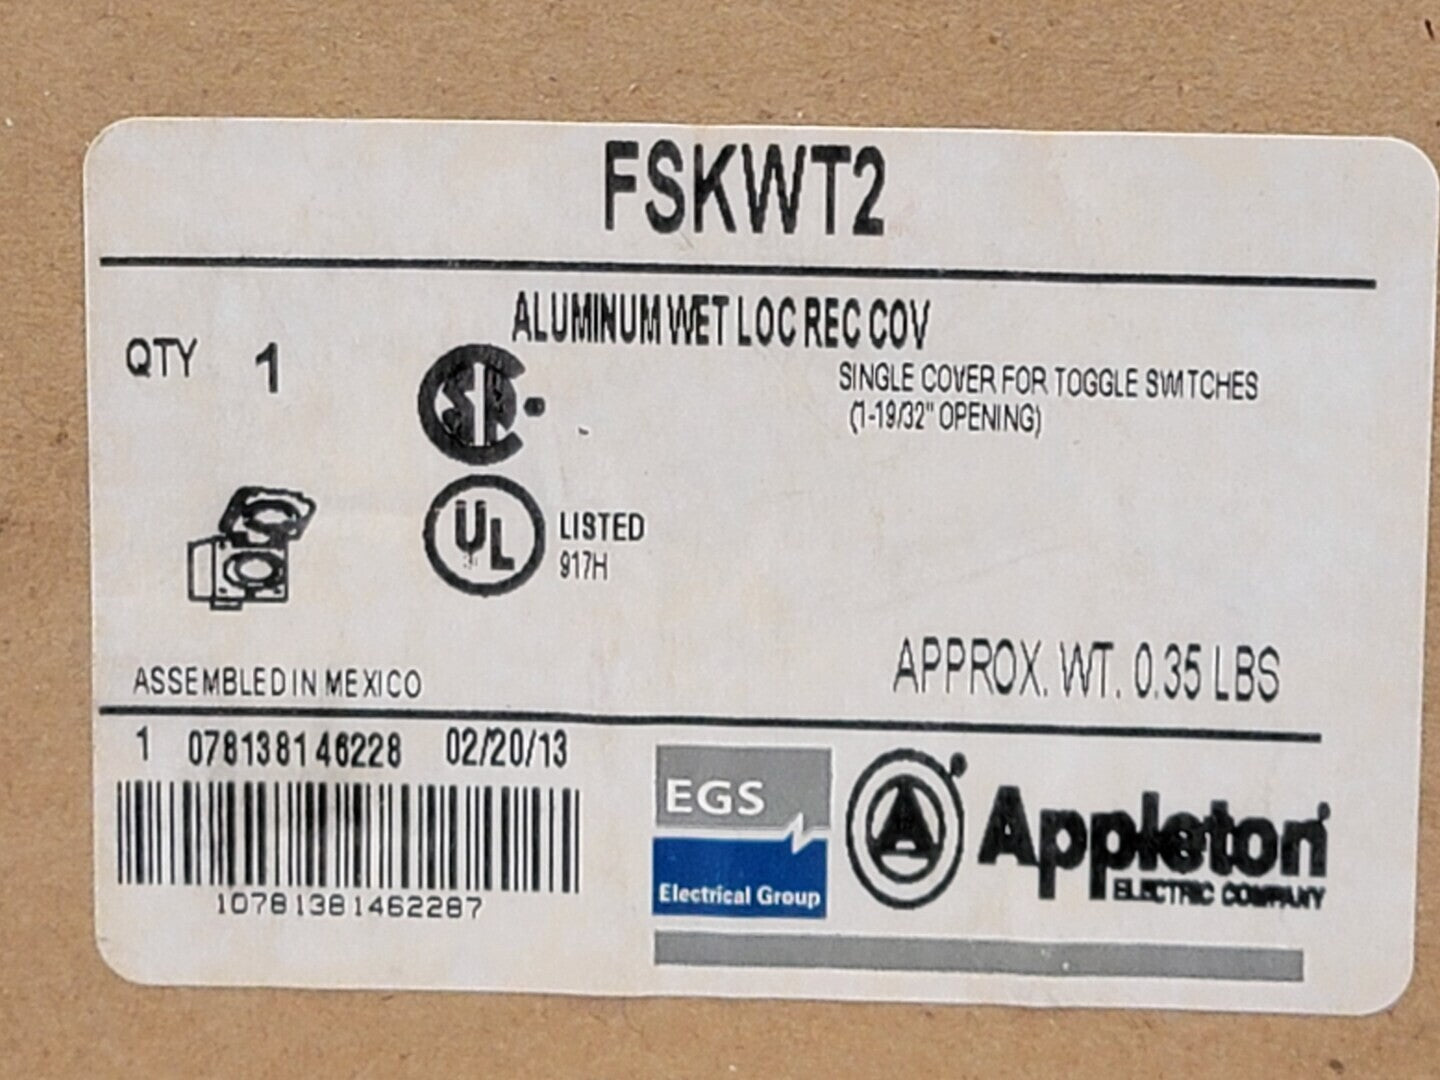 FSKWT2
ALUMINUM WET LOC REC COV
QTY 1
SINGLE COVER FOR TOGGLE SWITCHES
(1-19/32" OPENING)
UL LISTED
917H
ASSEMBLED IN MEXICO
APPROX. WT. 0.35 LBS
1 078138146228 02/20/13
10781381462287
EGS
Electrical Group
A Appleton
ELECTRIC COMPANY